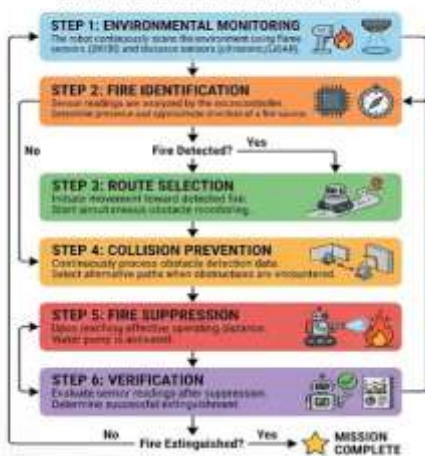 STEP 1: ENVIRONMENTAL MONITORING
The robot continuously scans the environment using flame
sensors and distance sensors
STEP 2: FIRE IDENTIFICATION
Sensor readings are analyzed by the microcontroller.
Determine presence and approximate direction of a fire source.
No
Fire Detected?
Yes
STEP 3: ROUTE SELECTION
Initiate movement toward detected fire.
Start simultaneous obstacle monitoring.
STEP 4: COLLISION PREVENTION
Continuously process obstacle detection data.
Select alternative paths when obstructions are encountered.
STEP 5: FIRE SUPPRESSION
Upon reaching effective operating distance.
Water pump is activated.
STEP 6: VERIFICATION
Evaluate sensor readings after suppression.
Determine successful extinguishment.
No
Fire Extinguished?
Yes
MISSION
COMPLETE